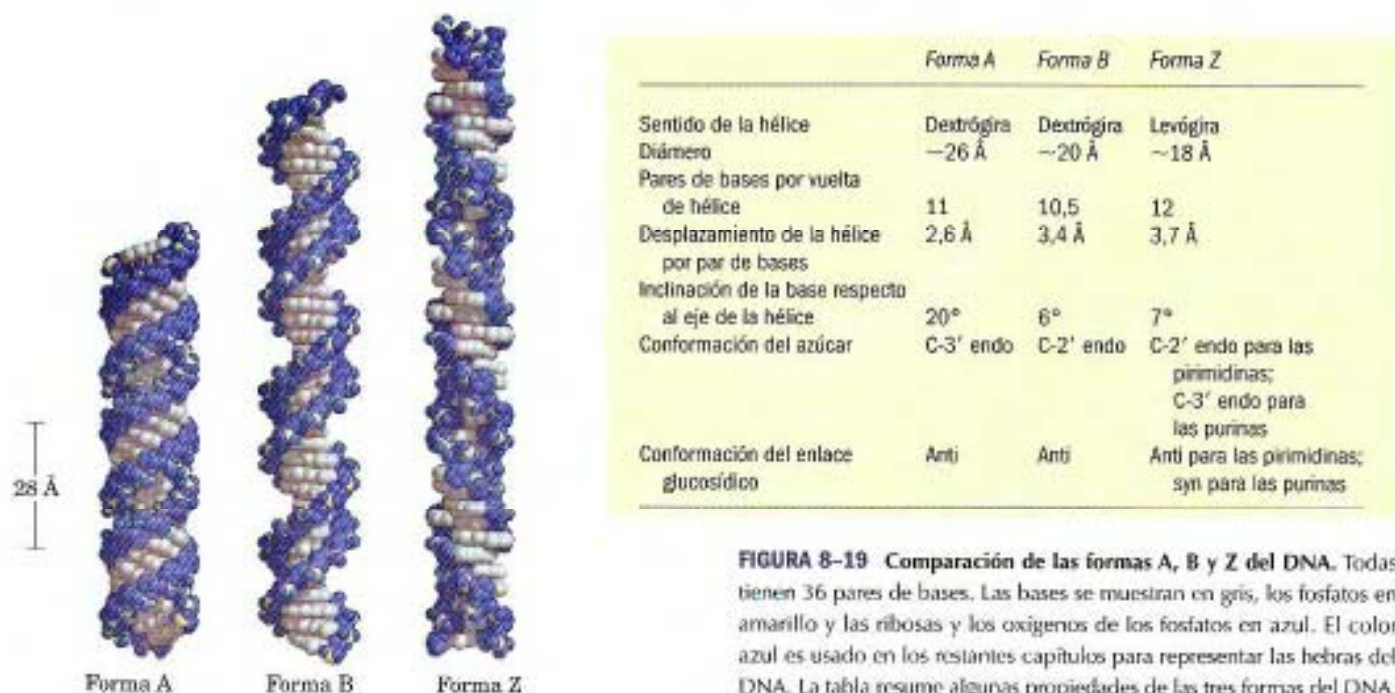 28 Å
Forma A Forma B Forma Z
Forma A Forma B Forma Z
Sentido de la hélice Dextrógira Dextrógira Levógira
Diámero ~26 Å ~20 Å ~18 Å
Pares de bases por vuelta
de hélice 11 10,5 12
Desplazamiento de la hélice 2,6 Å 3,4 Å 3,7 Å
por par de bases
Inclinación de la base respecto
al eje de la hélice 20° 6° 7°
Conformación del azúcar C-3′ endo C-2′ endo C-2′ endo para las
pirimidinas;
C-3′ endo para
las purinas
Conformación del enlace Anti Anti Anti para las pirimidinas;
glucosídico syn para las purinas
FIGURA 8–19 Comparación de las formas A, B y Z del DNA. Todas
tienen 36 pares de bases. Las bases se muestran en gris, los fosfatos en
amarillo y las ribosas y los oxígenos de los fosfatos en azul. El color
azul es usado en los restantes capítulos para representar las hebras del
DNA. La tabla resume algunas propiedades de las tres formas del DNA.